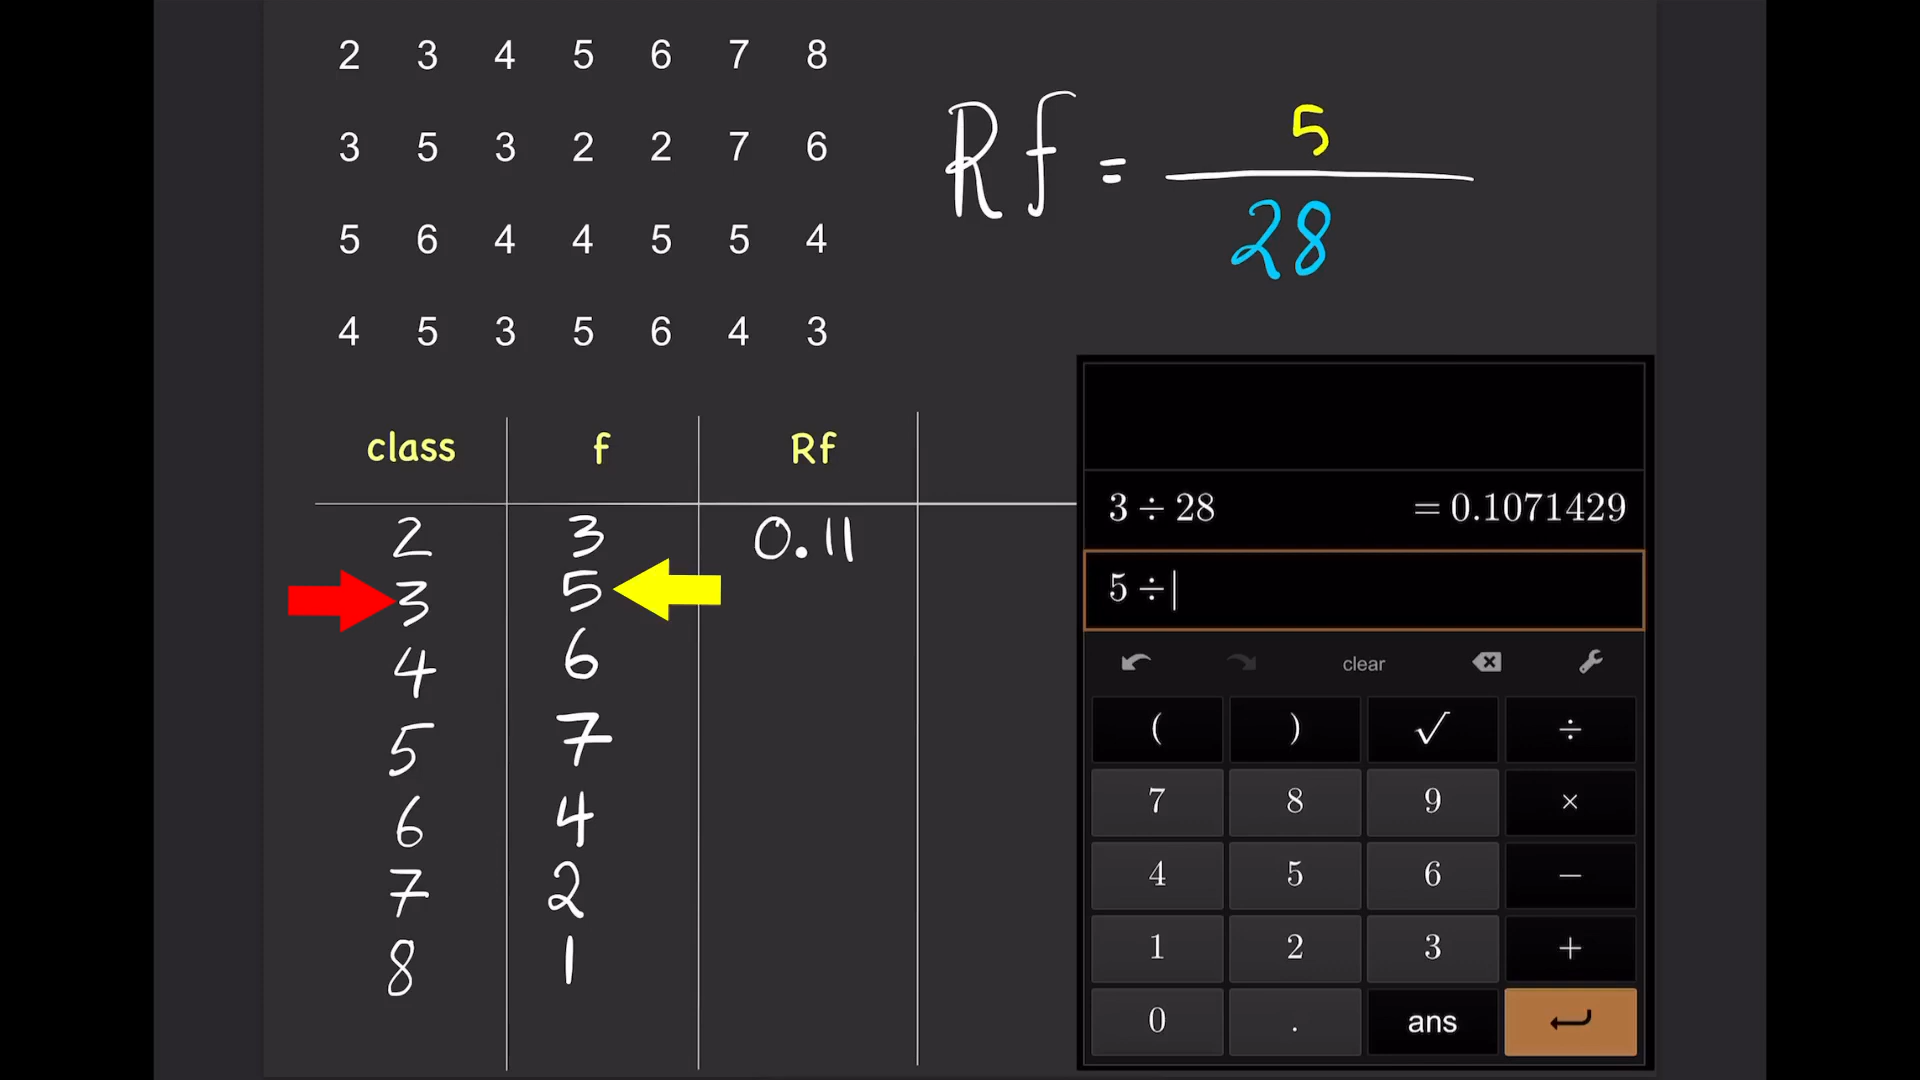 2 3 4 5 6 7 8
3 5 3 2 2 7 6
5 6 4 4 5 5 4
4 5 3 5 6 4 3
Rf = 5
28
class f Rf
2 3 0.11
3 5
4 6
5 7
6 4
7 2
8 1
3 ÷ 28 = 0.1071429
5 ÷
clear
( ) √ ÷
7 8 9 ×
4 5 6 −
1 2 3 +
0 . ans